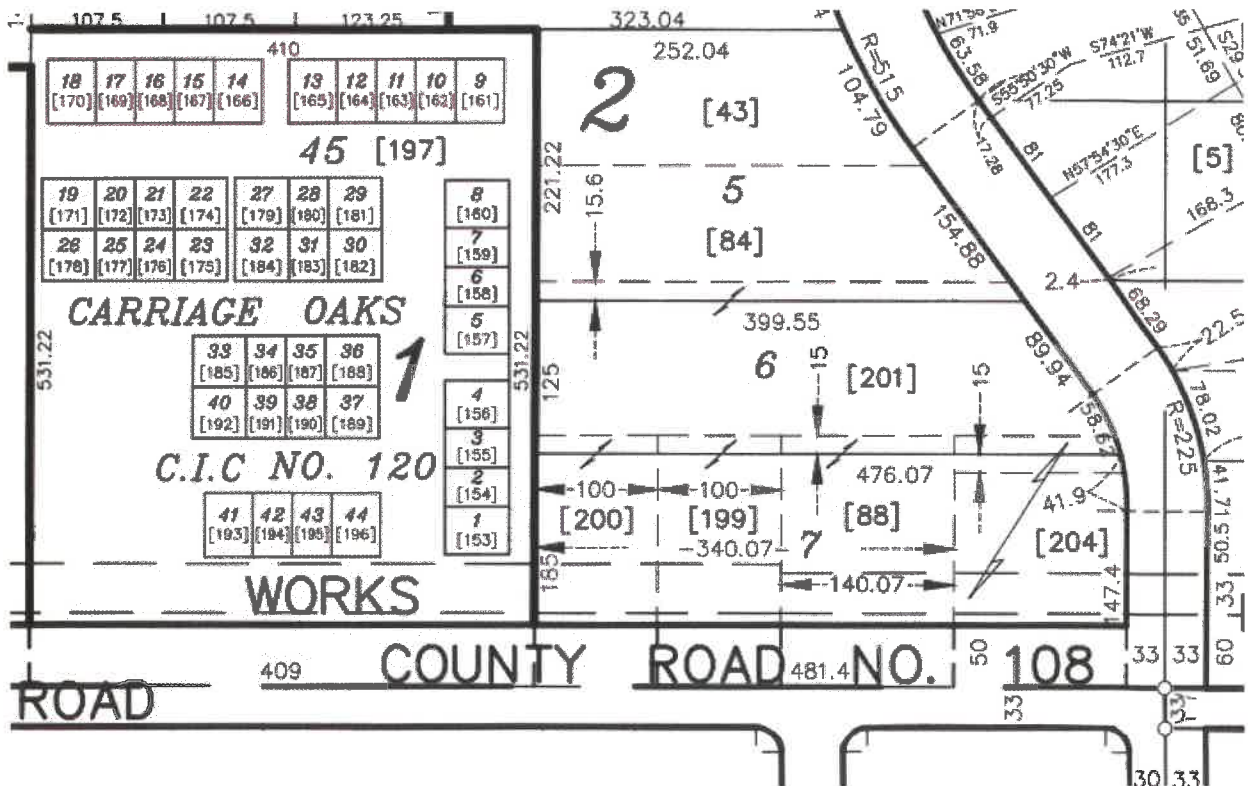 107.5 107.5 123.25 323.04
410 252.04
18 17 16 15 14 13 12 11 10 9
[170] [169] [168] [167] [166] [165] [164] [163] [162] [161]
45 [197]
19 20 21 22 27 28 29
[171] [172] [173] [174] [179] [180] [181]
26 25 24 23 32 31 30
[178] [177] [176] [175] [184] [183] [182]
8
[160]
7
[159]
6
[158]
5
[157]
CARRIAGE OAKS
1
531.22
531.22
33 34 35 36
[185] [186] [187] [188]
40 39 38 37
[192] [191] [190] [189]
4
[156]
3
[155]
2
[154]
1
[153]
C.I.C NO. 120
41 42 43 44
[193] [194] [195] [196]
WORKS
2
[43]
221.22
15.6
5
[84]
399.55
125
6
15
[201]
15
100 100 476.07
[200] [199] [88]
340.07 7
[204]
185
140.07
41.9
147.4
R=515
104.79
154.88
89.94
58.62
N71°56'
71.9
63.58
S55°50'30"W
77.25
S74°21'W
112.7
51.69
17.28
81
N57°54'30"E
177.3
[5]
168.3
81
2.4
68.29
22.5
78.02
R=225
41.71
50.5
33
60
409 COUNTY ROAD 481.4 NO. 50 108 33 33
ROAD
33
33
30 33